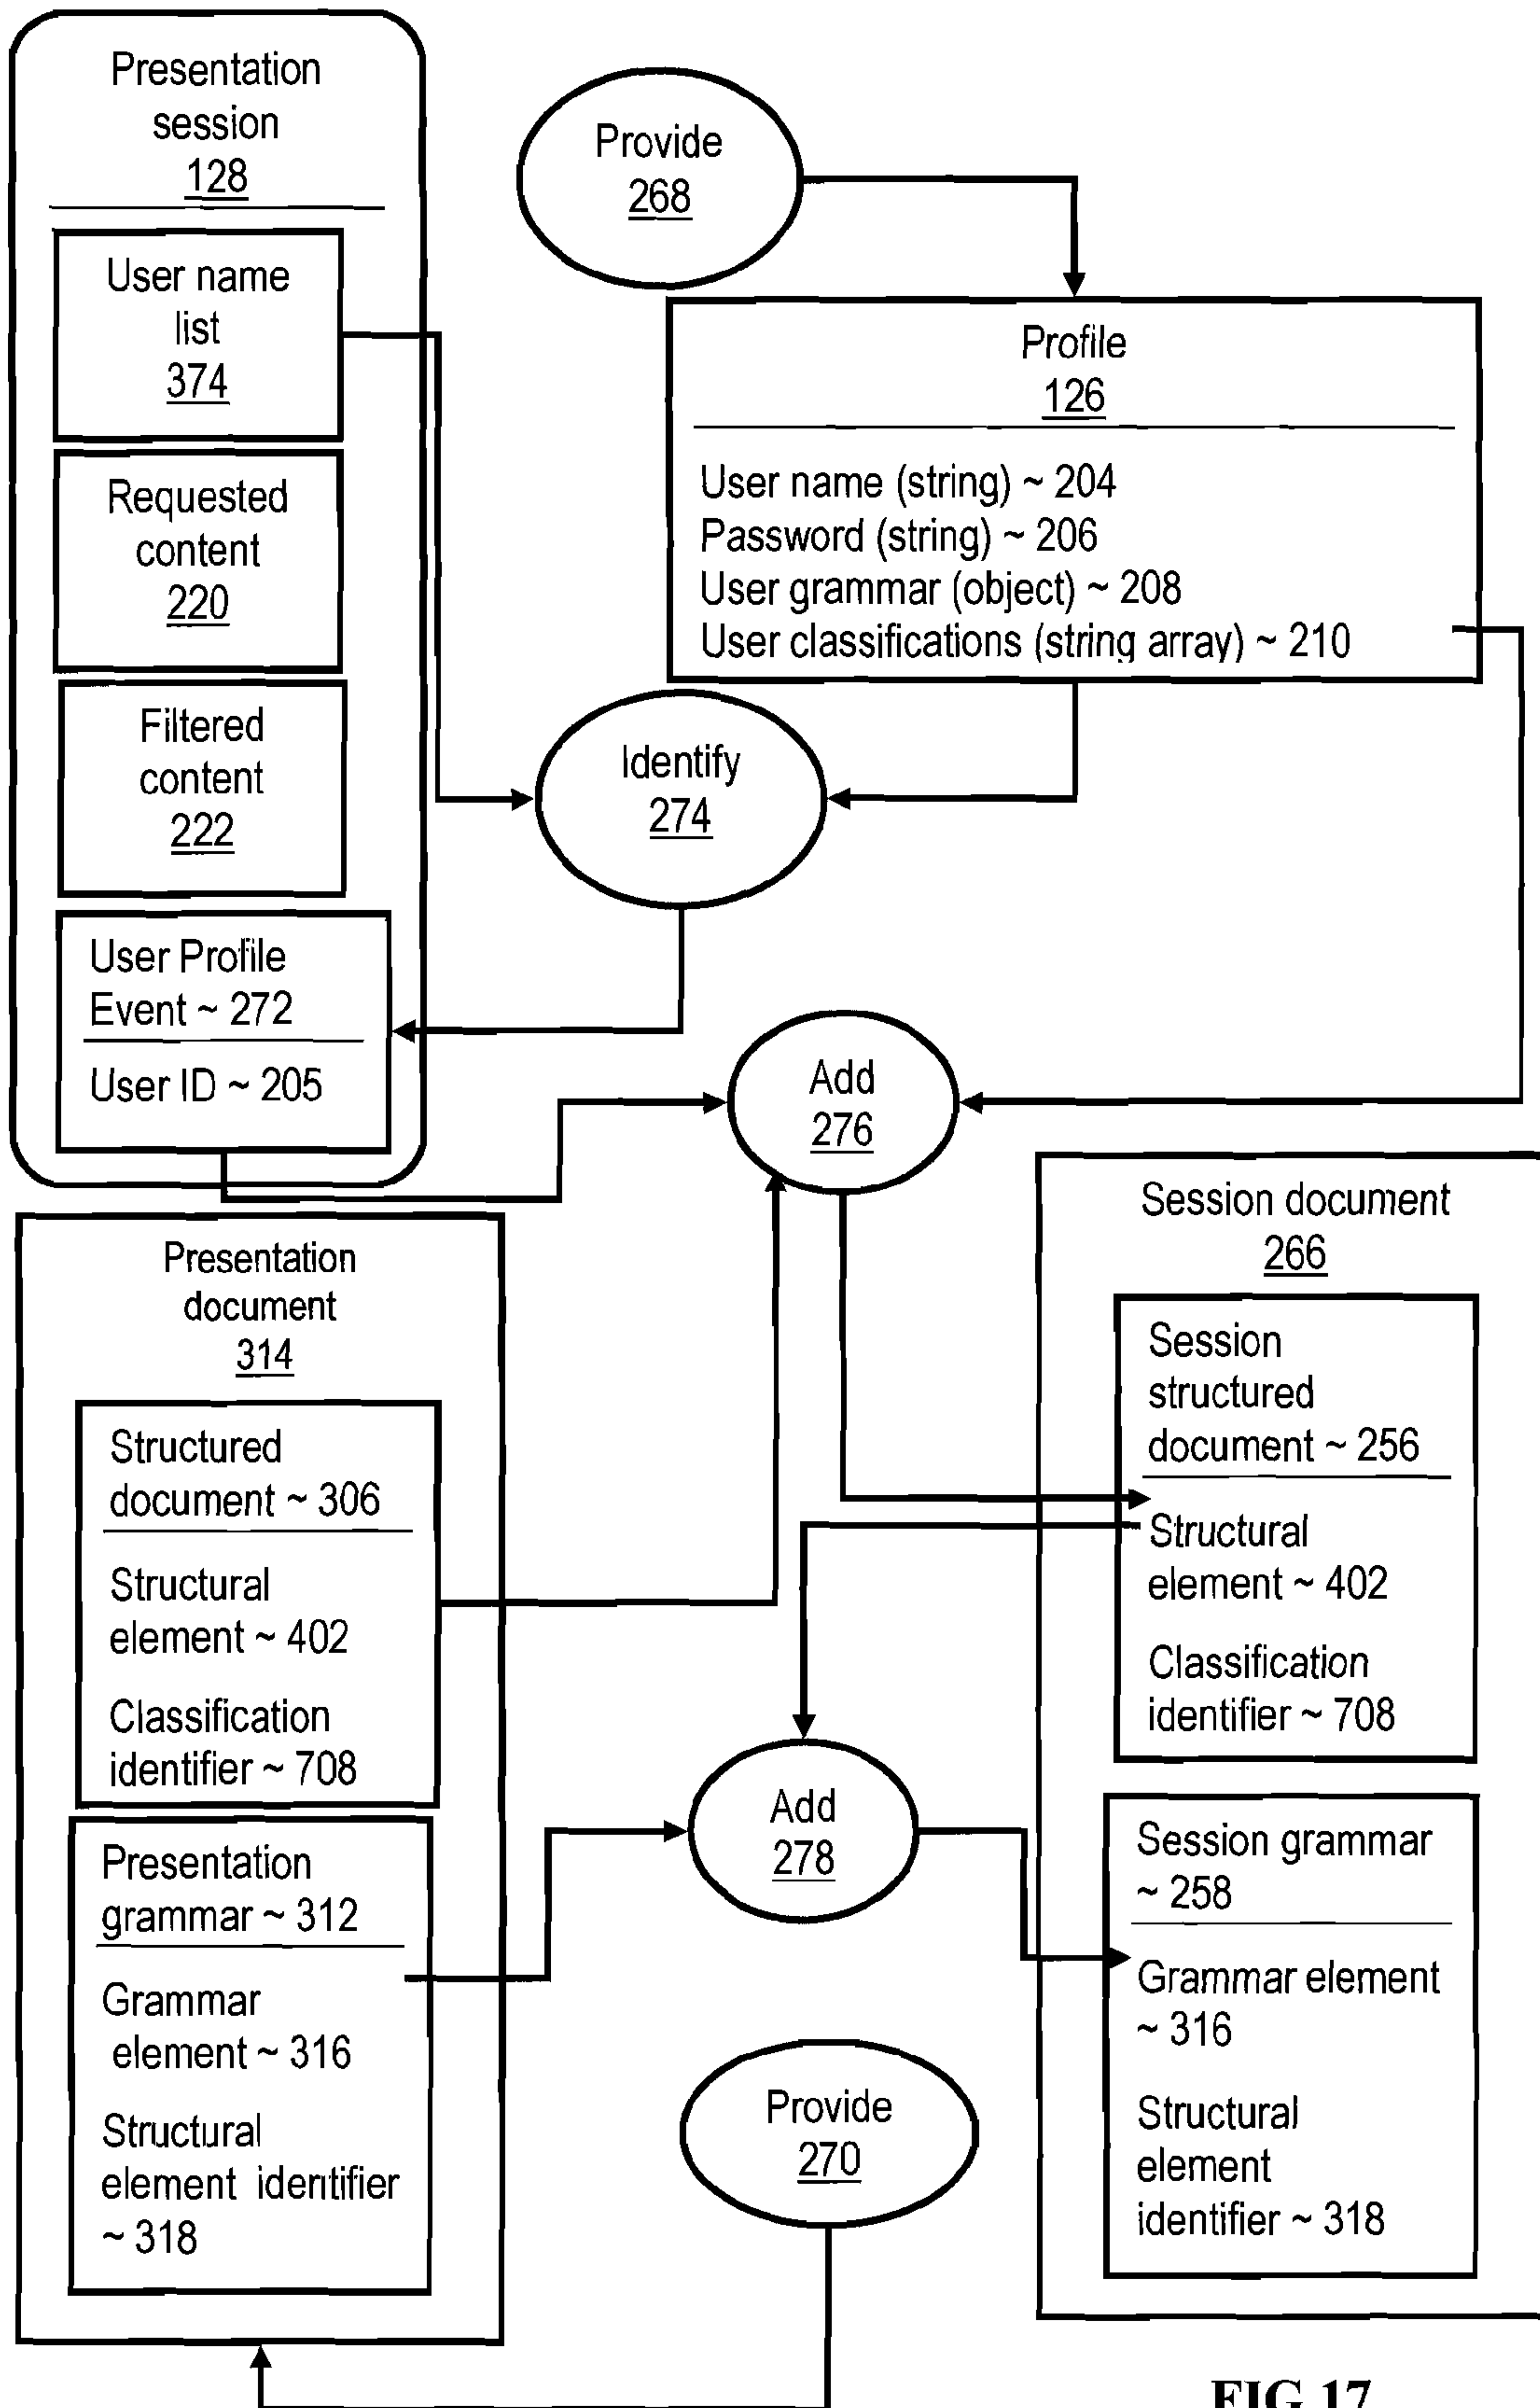 Presentation
session
128
User name
list
374
Requested
content
220
Filtered
content
222
User Profile
Event ~ 272
User ID ~ 205
Provide
268
Profile
126
User name (string) ~ 204
Password (string) ~ 206
User grammar (object) ~ 208
User classifications (string array) ~ 210
Identify
274
Add
276
Presentation
document
314
Structured
document ~ 306
Structural
element ~ 402
Classification
identifier ~ 708
Presentation
grammar ~ 312
Grammar
element ~ 316
Structural
element identifier
~ 318
Add
278
Provide
270
Session document
266
Session
structured
document ~ 256
Structural
element ~ 402
Classification
identifier ~ 708
Session grammar
~ 258
Grammar element
~ 316
Structural
element
identifier ~ 318
FIG 17